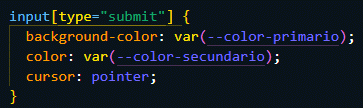 input[type="submit"] {
  background-color: var(--color-primario);
  color: var(--color-secundario);
  cursor: pointer;
}